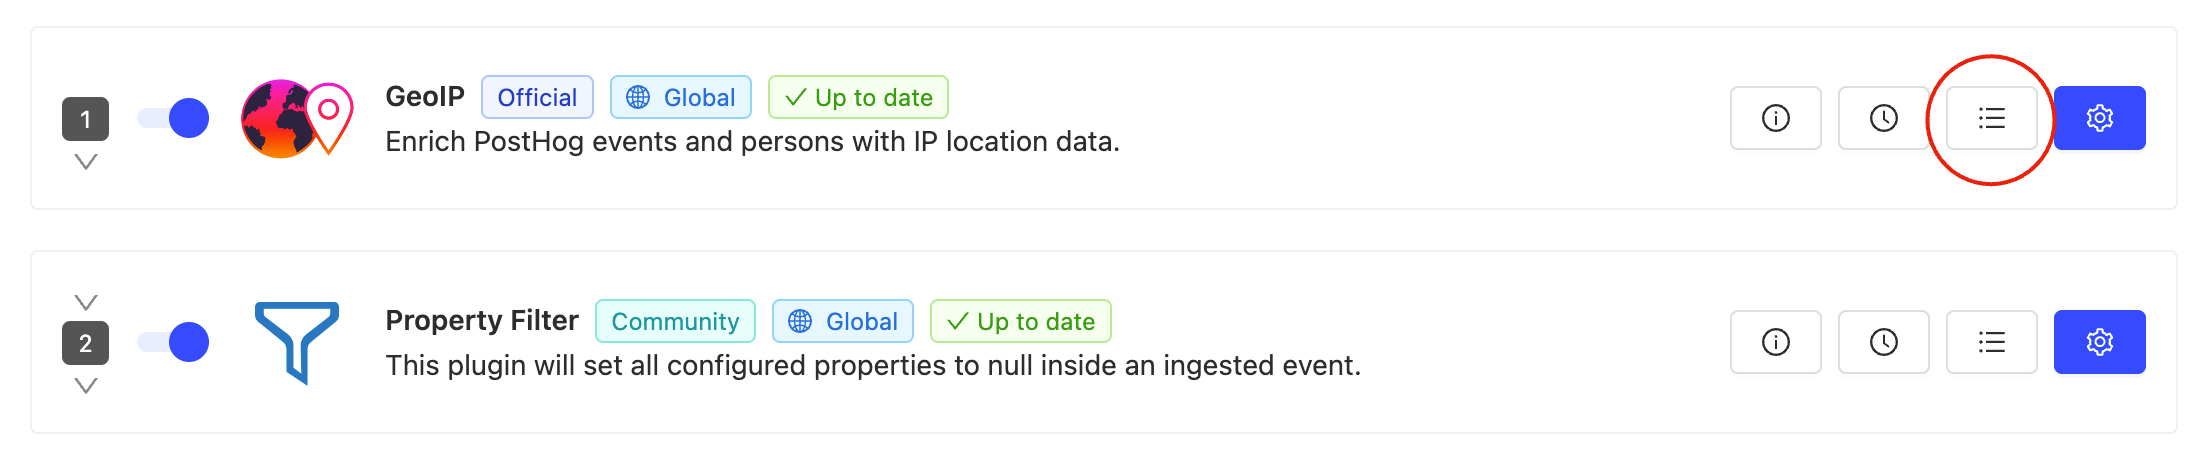 1
GeoIP Official Global Up to date
Enrich PostHog events and persons with IP location data.
2
Property Filter Community Global Up to date
This plugin will set all configured properties to null inside an ingested event.